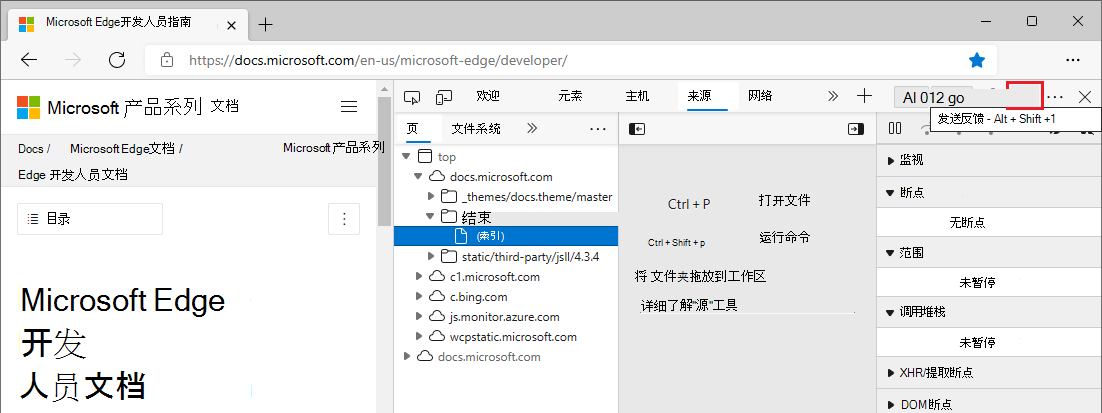 Microsoft Edge开发人员指南
https://docs.microsoft.com/en-us/microsoft-edge/developer/
Microsoft 产品系列 文档
欢迎 元素 主机 来源 网络
AI 012 go
发送反馈 - Alt + Shift +1
页 文件系统
Docs / Microsoft Edge文档 / Microsoft 产品系列
Edge 开发人员文档
目录
Microsoft Edge
开发
人员文档
top
docs.microsoft.com
_themes/docs.theme/master
结束
(索引)
static/third-party/jsll/4.3.4
c1.microsoft.com
c.bing.com
js.monitor.azure.com
wcpstatic.microsoft.com
docs.microsoft.com
Ctrl + P 打开文件
Ctrl + Shift + p 运行命令
将 文件夹拖放到工作区
详细了解"源"工具
监视
断点
无断点
范围
未暂停
调用堆栈
未暂停
XHR/提取断点
DOM断点